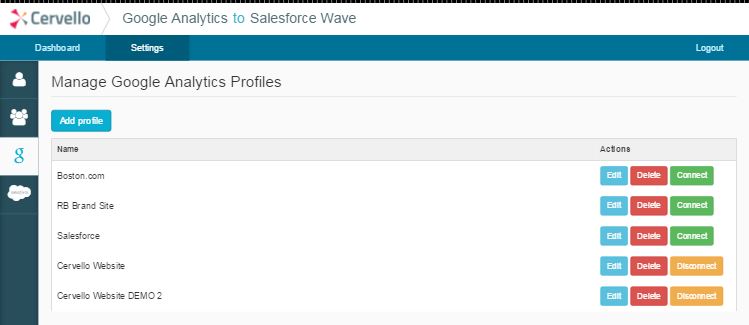 Cervello Google Analytics to Salesforce Wave
Dashboard Settings Logout
Manage Google Analytics Profiles
Add profile
Name Actions
Boston.com Edit Delete Connect
RB Brand Site Edit Delete Connect
Salesforce Edit Delete Connect
Cervello Website Edit Delete Disconnect
Cervello Website DEMO 2 Edit Delete Disconnect
g